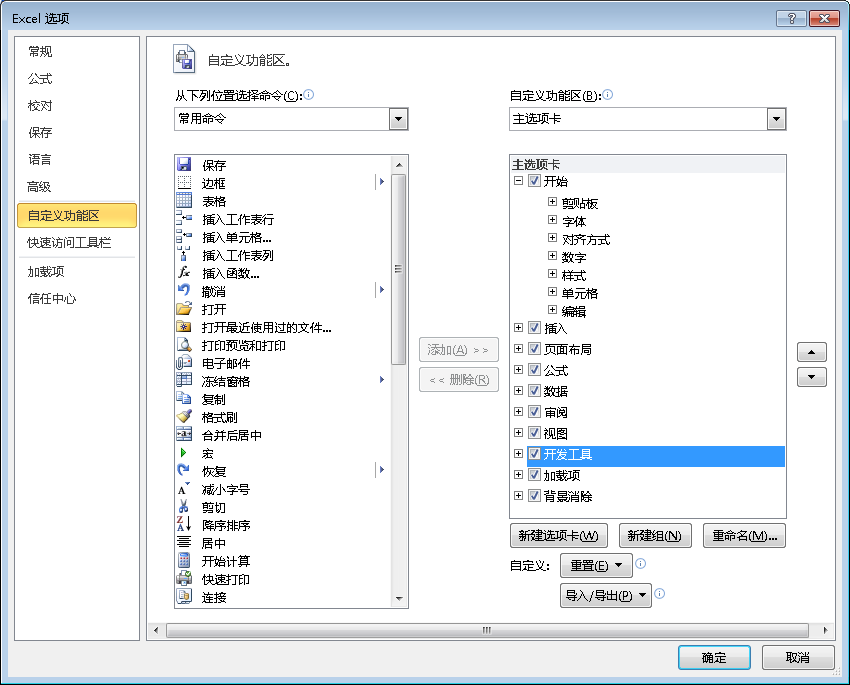 Excel 选项
常规
公式
校对
保存
语言
高级
自定义功能区
快速访问工具栏
加载项
信任中心
自定义功能区。
从下列位置选择命令(C):
常用命令
保存
边框
表格
插入工作表行
插入单元格...
插入工作表列
插入函数...
撤消
打开
打开最近使用过的文件...
打印预览和打印
电子邮件
冻结窗格
复制
格式刷
合并后居中
宏
恢复
减小字号
剪切
降序排序
居中
开始计算
快速打印
连接
添加(A) >>
<< 删除(R)
自定义功能区(B):
主选项卡
主选项卡
开始
剪贴板
字体
对齐方式
数字
样式
单元格
编辑
插入
页面布局
公式
数据
审阅
视图
开发工具
加载项
背景消除
新建选项卡(W)
新建组(N)
重命名(M)...
自定义:
重置(E)
导入/导出(P)
确定
取消